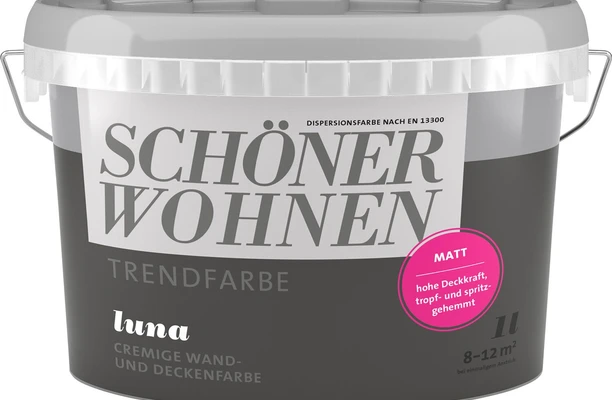 DISPERSIONSFARBE NACH EN 13300
SCHÖNER
WOHNEN
TRENDFARBE
MATT
hohe Deckkraft,
tropf- und spritz-
gehemmt
luna
CREMIGE WAND-
UND DECKENFARBE
1l
8–12 m²